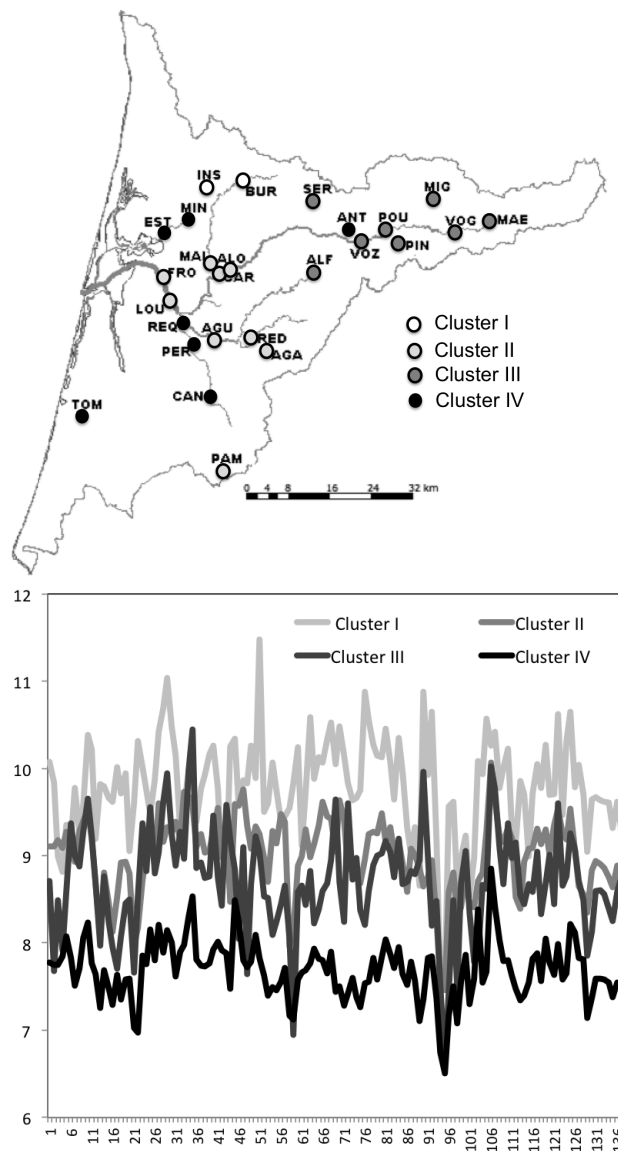 INS
BUR
SER
MIG
MIN
EST
ANT
POU
VOG
MAE
VOZ
PIN
MAI
ALO
CAR
FRO
ALF
LOU
REQ
AGU
RED
PER
AGA
CAN
TOM
PAM
Cluster I
Cluster II
Cluster III
Cluster IV
0 2 4 8 16 20 26 32 km
12
11
10
9
8
7
6
Cluster I Cluster II
Cluster III Cluster IV
1 6 11 16 21 26 31 36 41 46 51 56 61 66 71 76 81 86 91 96 101 106 111 116 121 126 131 136